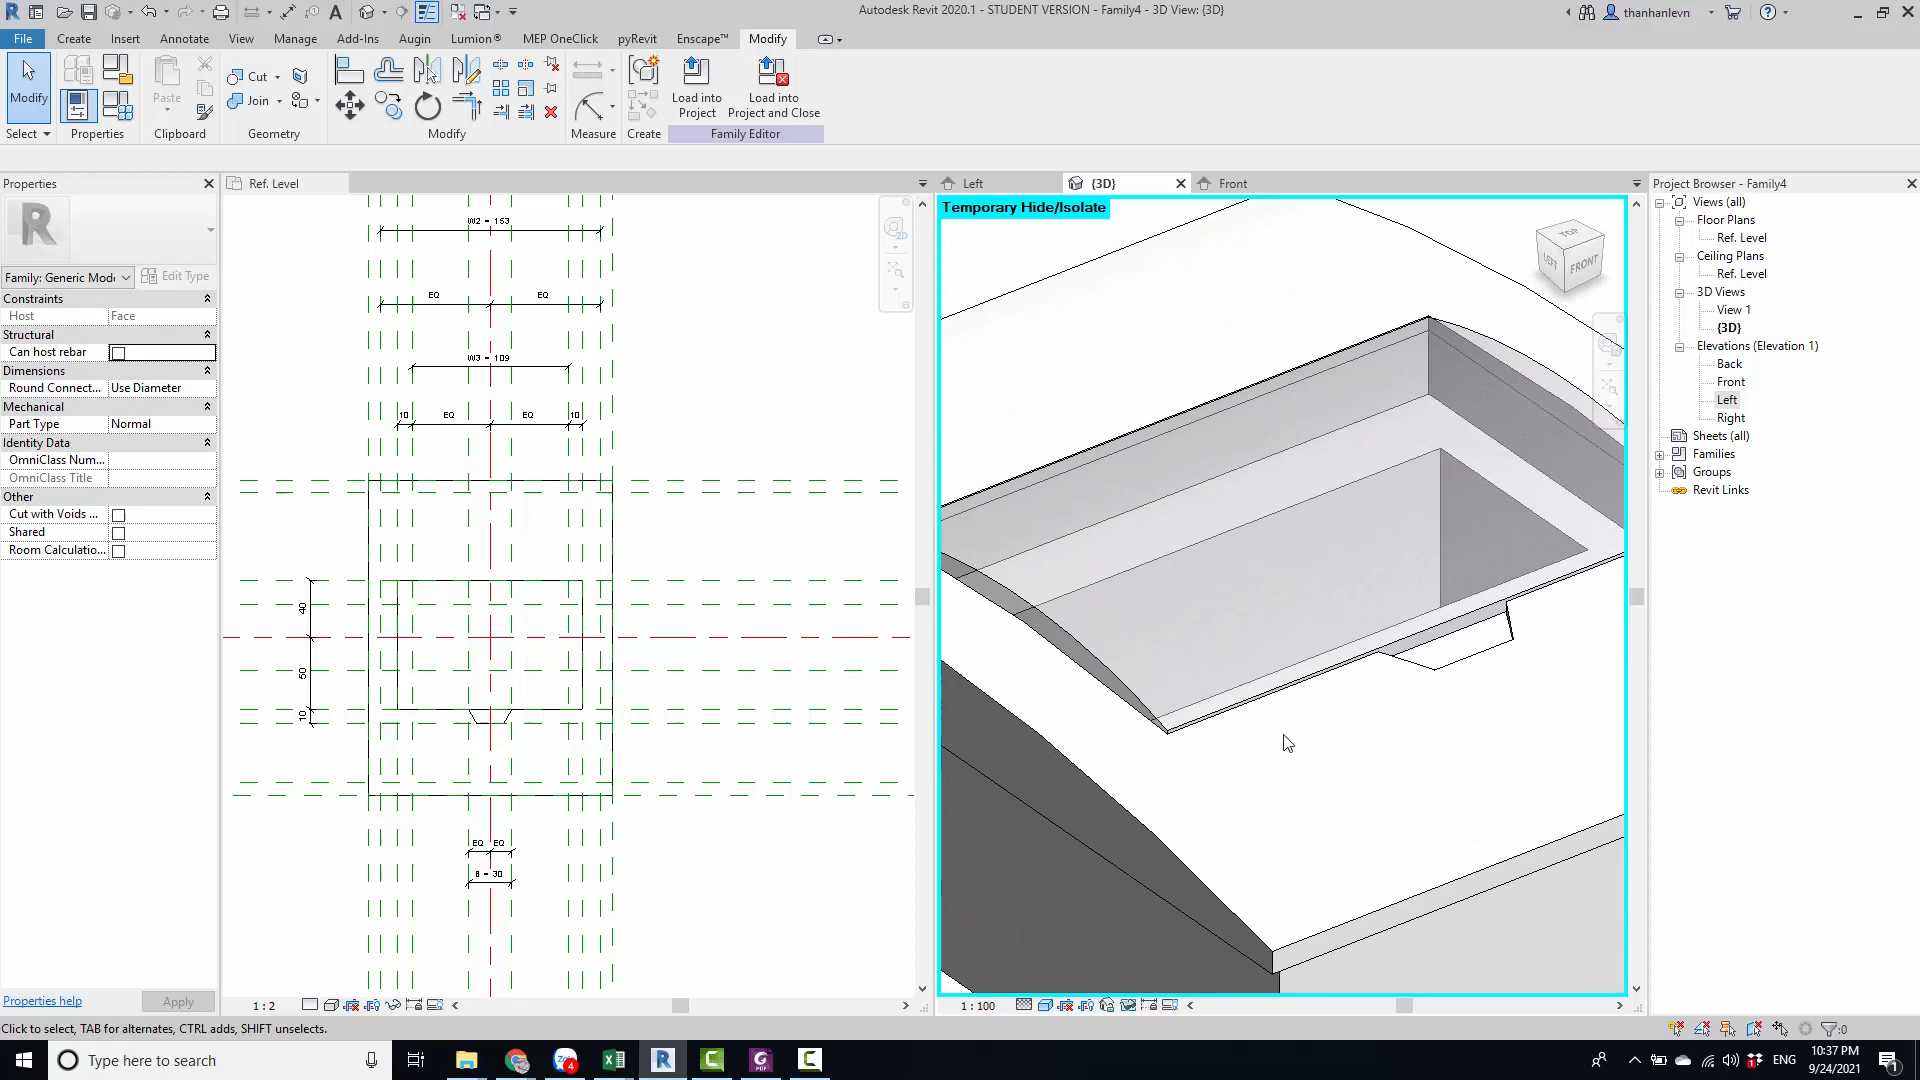 Autodesk Revit 2020.1 - STUDENT VERSION - Family4 - 3D View: {3D}
thanhanlevn
File
Create
Insert
Annotate
View
Manage
Add-Ins
Augin
Lumion®
MEP OneClick
pyRevit
Enscape™
Modify
Modify
Paste
Cut
Join
Load into
Project
Load into
Project and Close
Select
Properties
Clipboard
Geometry
Modify
Measure
Create
Family Editor
Properties
Ref. Level
Left
{3D}
Front
Project Browser - Family4
Family: Generic Mode
Edit Type
Constraints
Host
Face
Structural
Can host rebar
Dimensions
Round Connect...
Use Diameter
Mechanical
Part Type
Normal
Identity Data
OmniClass Num...
OmniClass Title
Other
Cut with Voids ...
Shared
Room Calculatio...
Properties help
Apply
W2 = 153
EQ
EQ
W3 = 109
10
EQ
EQ
10
40
50
10
EQ
EQ
1 : 2
2D
Temporary Hide/Isolate
TOP
LEFT
FRONT
1 : 100
Views (all)
Floor Plans
Ref. Level
Ceiling Plans
Ref. Level
3D Views
View 1
{3D}
Elevations (Elevation 1)
Back
Front
Left
Right
Sheets (all)
Families
Groups
Revit Links
Click to select, TAB for alternates, CTRL adds, SHIFT unselects.
:0
Type here to search
4
ENG
10:37 PM
9/24/2021
1